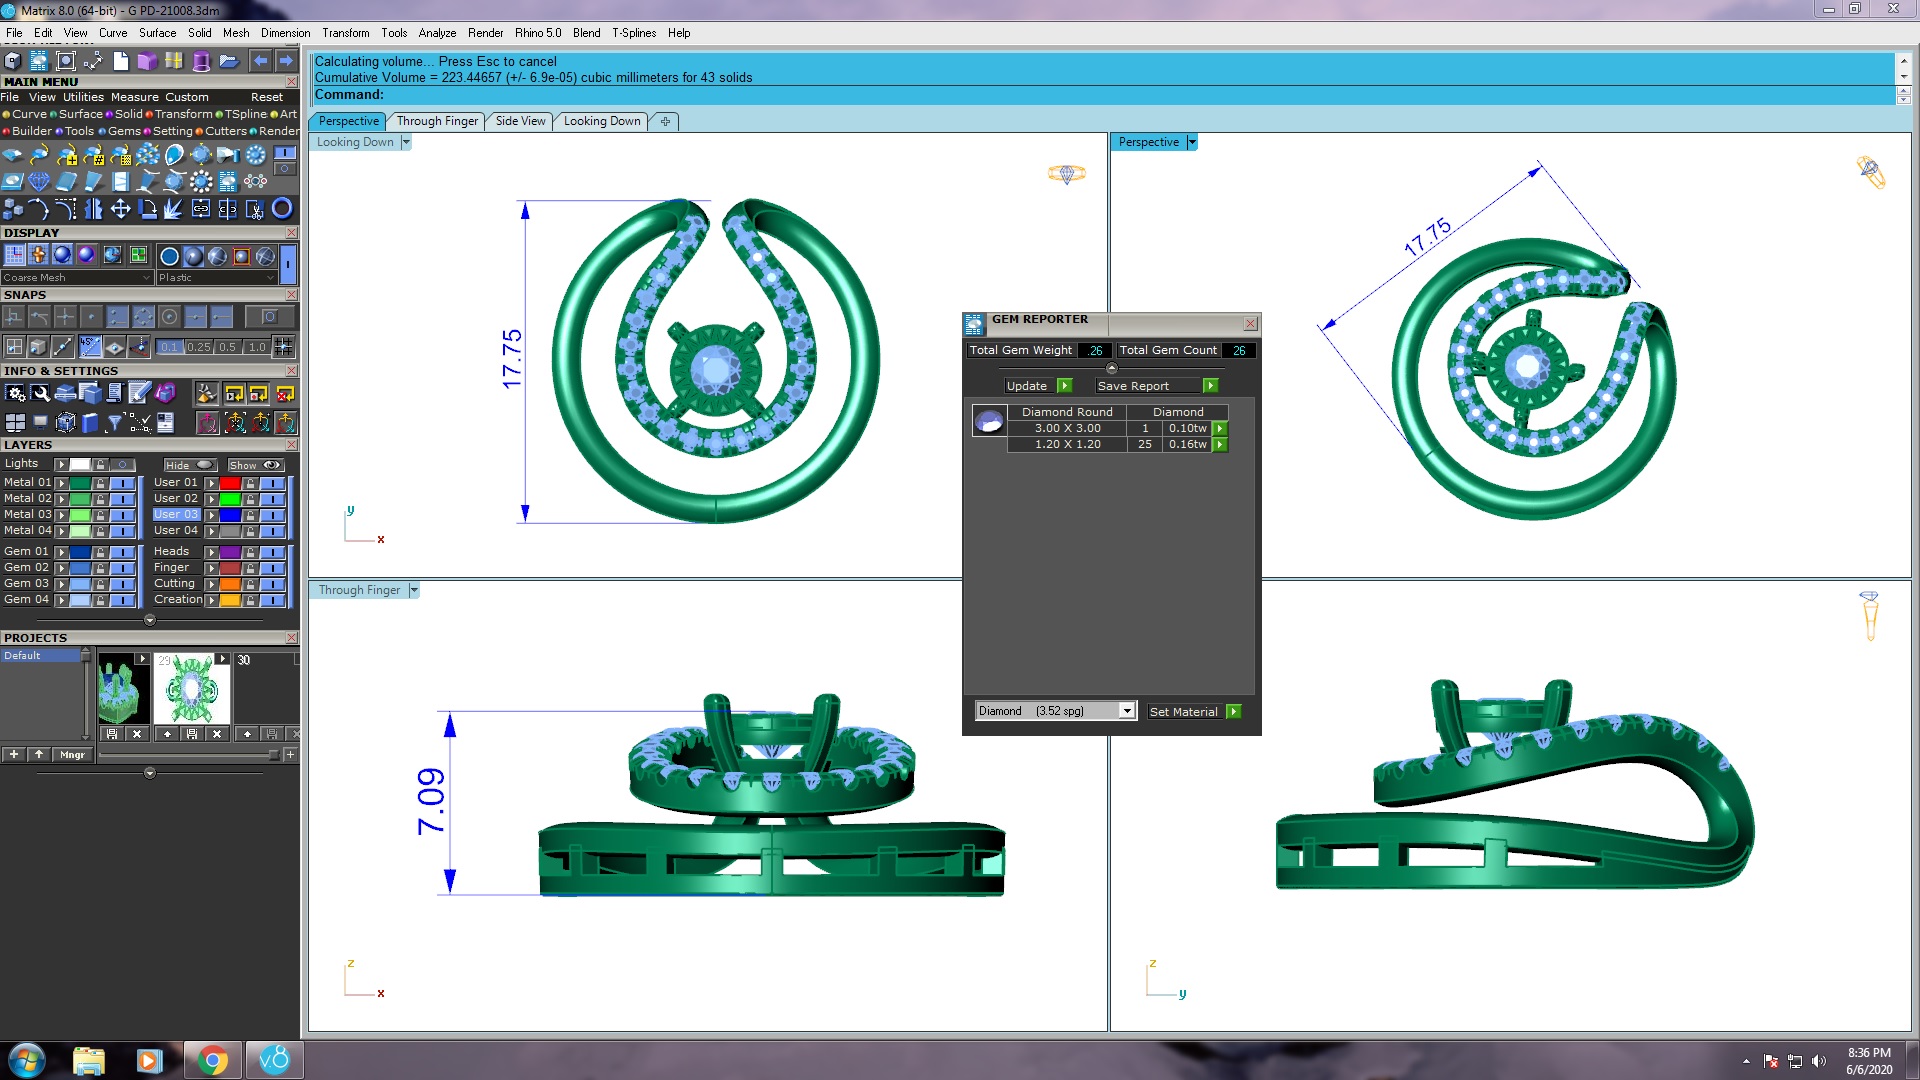 Matrix 8.0 (64-bit) - G PD-21008.3dm
File Edit View Curve Surface Solid Mesh Dimension Transform Tools Analyze Render Rhino 5.0 Blend T-Splines Help
Calculating volume... Press Esc to cancel
Cumulative Volume = 223.44657 (+/- 6.9e-05) cubic millimeters for 43 solids
Command:
MAIN MENU
File View Utilities Measure Custom Reset
Curve Surface Solid Transform TSpline Art
Builder Tools Gems Setting Cutters Render
DISPLAY
Coarse Mesh Plastic
SNAPS
45°
0.1 0.25 0.5 1.0
INFO & SETTINGS
LAYERS
Lights Hide Show
Metal 01 User 01
Metal 02 User 02
Metal 03 User 03
Metal 04 User 04
Gem 01 Heads
Gem 02 Finger
Gem 03 Cutting
Gem 04 Creation
PROJECTS
Default
29
30
Mngr
Perspective Through Finger Side View Looking Down
Looking Down
17.75
y
x
Perspective
17.75
Through Finger
7.09
z
x
z
y
GEM REPORTER
Total Gem Weight .26 Total Gem Count 26
Update Save Report
Diamond Round Diamond
3.00 X 3.00 1 0.10tw
1.20 X 1.20 25 0.16tw
Diamond (3.52 spg) Set Material
v.8
8:36 PM
6/6/2020